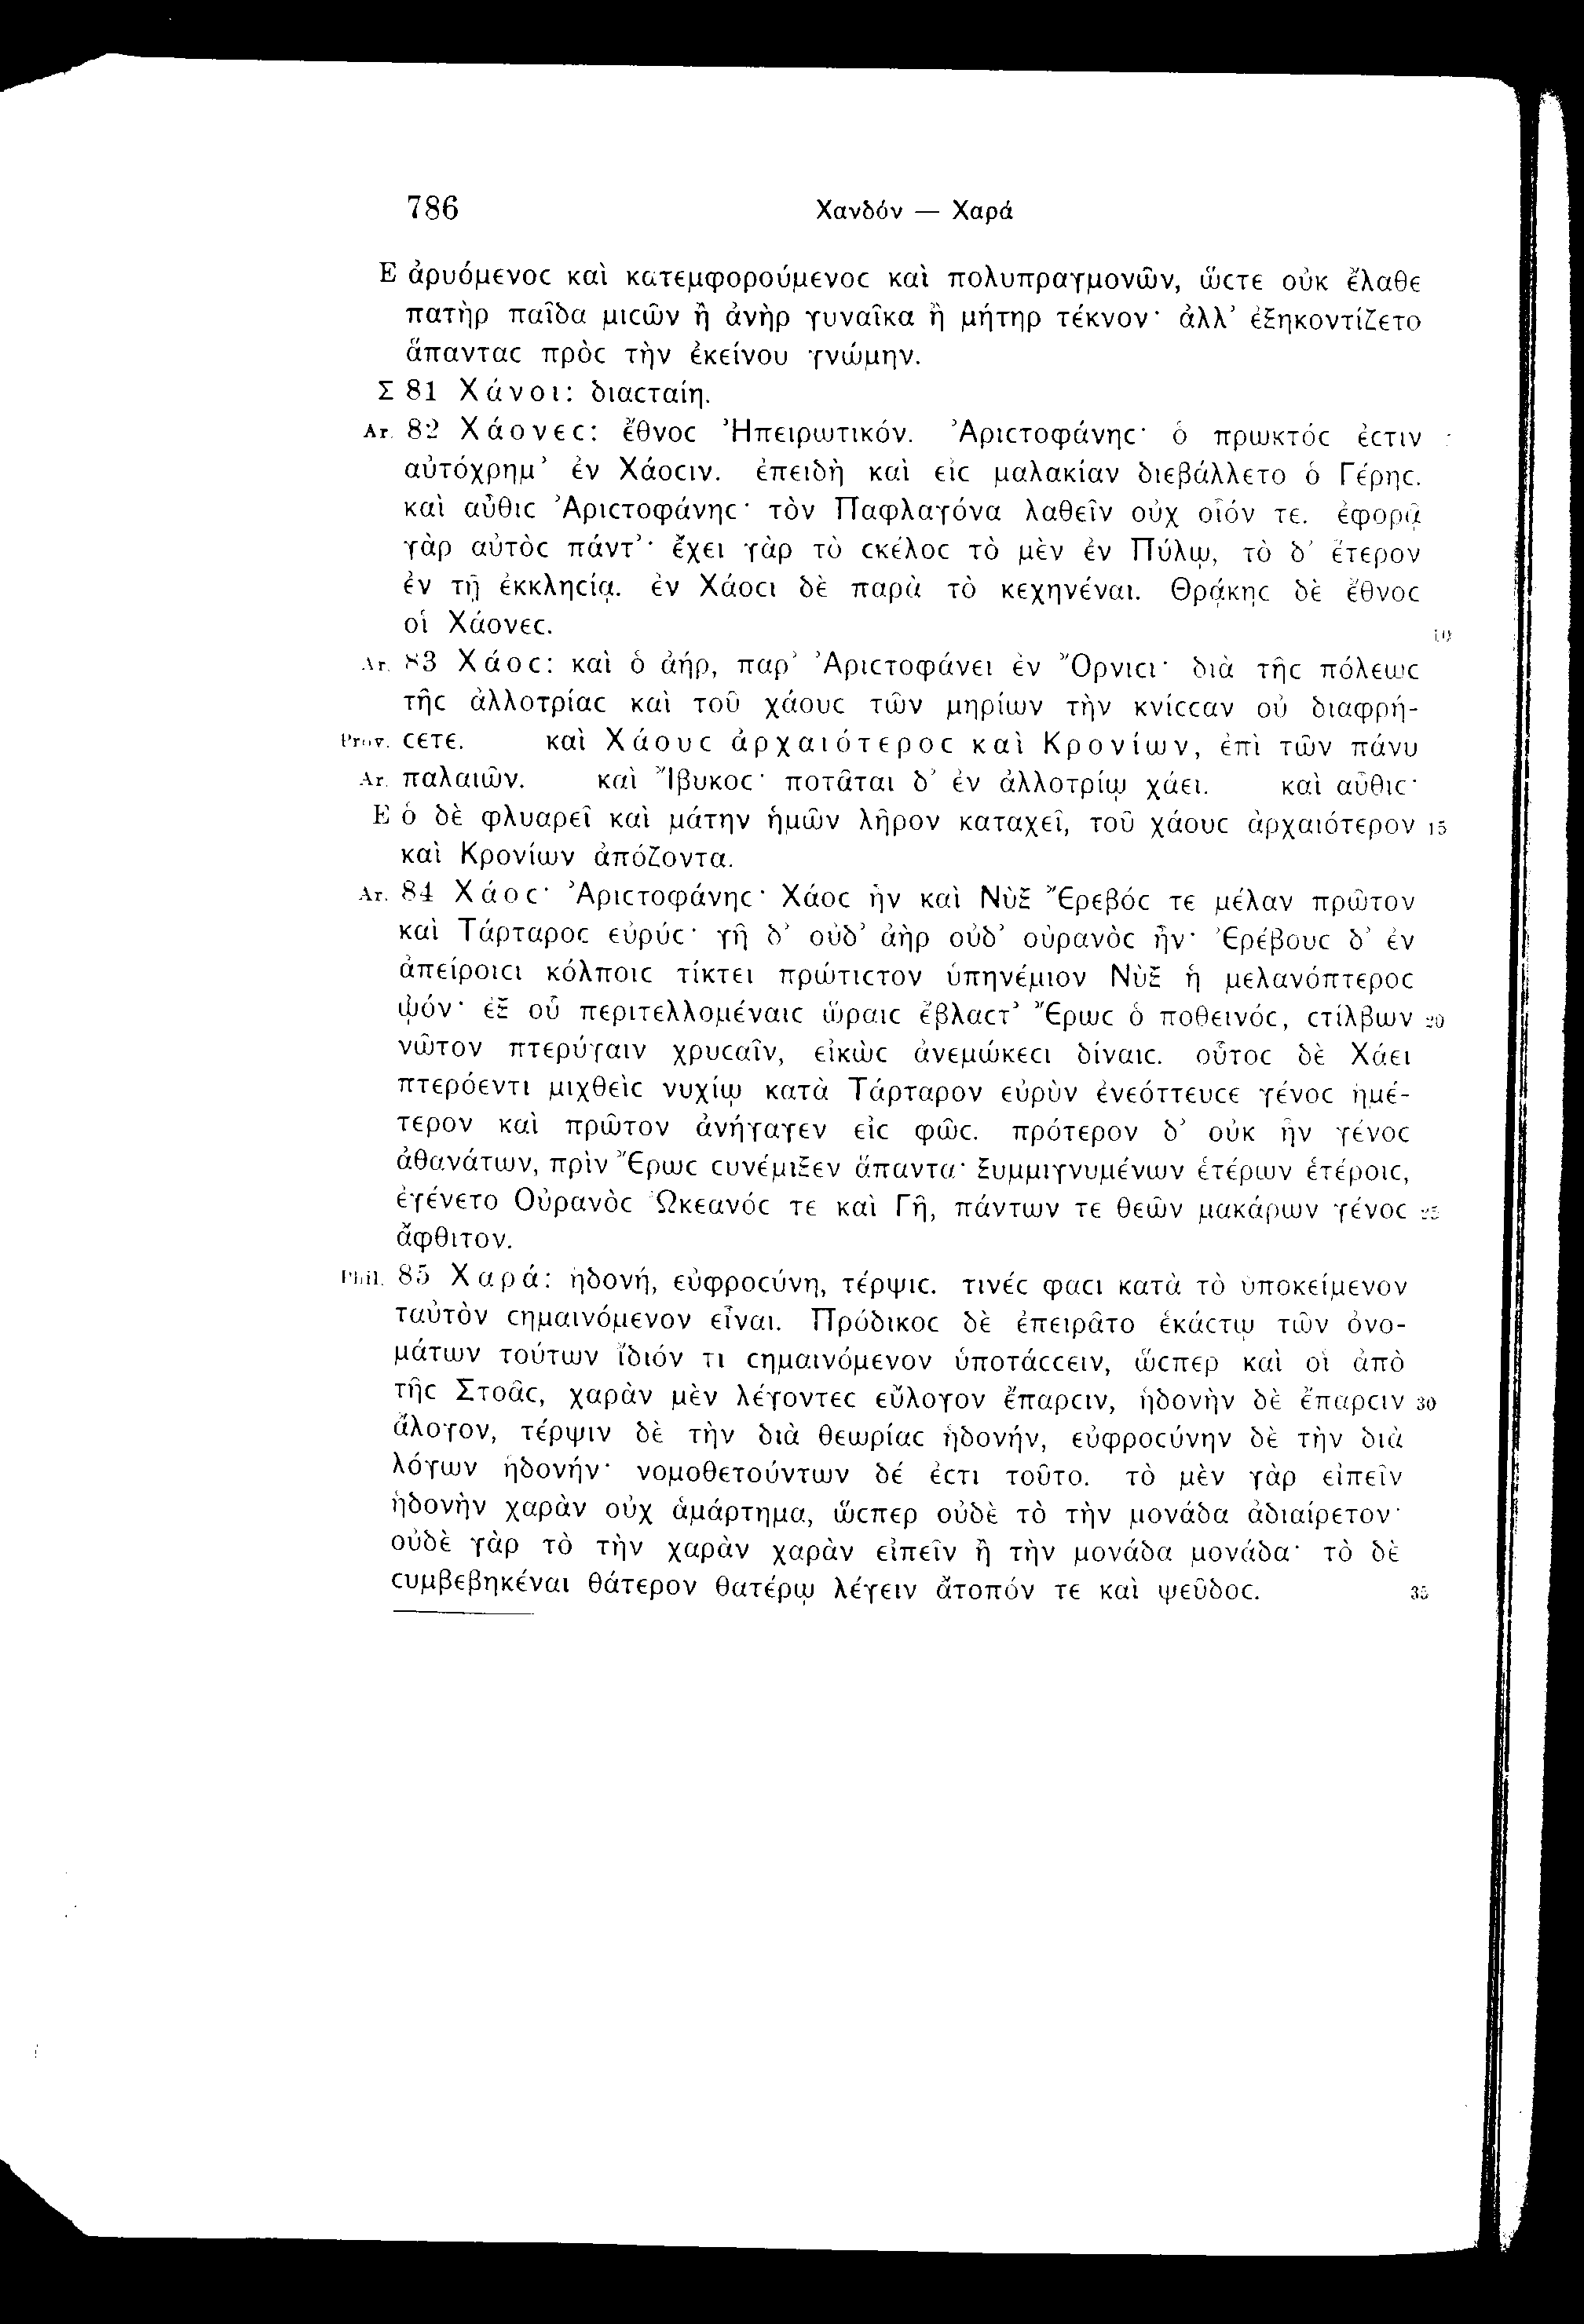 786 Χανδόν — Χαρά
Ε ἀρυόμενοϲ καὶ κατεμφορούμενοϲ καὶ πολυπραγμονῶν, ὥϲτε οὐκ ἔλαθε
πατὴρ παῖδα μιϲῶν ἢ ἀνὴρ γυναῖκα ἢ μήτηρ τέκνον· ἀλλ’ ἐξηκοντίζετο
ἅπανταϲ πρὸϲ τὴν ἐκείνου γνώμην.
Σ 81 Χάνοι: διαϲταίη.
Ar. 82 Χάονεϲ: ἔθνοϲ Ἠπειρωτικόν. Ἀριϲτοφάνηϲ· ὁ πρωκτόϲ ἐϲτιν
αὐτόχρημ’ ἐν Χάοϲιν. ἐπειδὴ καὶ εἰϲ μαλακίαν διεβάλλετο ὁ Γέρηϲ.
καὶ αὖθιϲ Ἀριϲτοφάνηϲ· τὸν Παφλαγόνα λαθεῖν οὐχ οἷόν τε. ἐφορᾷ
γὰρ αὐτὸϲ πάντ’· ἔχει γὰρ τὸ ϲκέλοϲ τὸ μὲν ἐν Πύλῳ, τὸ δ’ ἕτερον
ἐν τῇ ἐκκληϲίᾳ. ἐν Χάοϲι δὲ παρὰ τὸ κεχηνέναι. Θρᾴκηϲ δὲ ἔθνοϲ
οἱ Χάονεϲ. 10
Ar. 83 Χάοϲ: καὶ ὁ ἀήρ, παρ’ Ἀριϲτοφάνει ἐν Ὄρνιϲι· διὰ τῆϲ πόλεωϲ
τῆϲ ἀλλοτρίαϲ καὶ τοῦ χάουϲ τῶν μηρίων τὴν κνίϲϲαν οὐ διαφρή-
Prov. ϲετε. καὶ Χάουϲ ἀρχαιότεροϲ καὶ Κρονίων, ἐπὶ τῶν πάνυ
Ar. παλαιῶν. καὶ Ἴβυκοϲ· ποτᾶται δ’ ἐν ἀλλοτρίῳ χάει. καὶ αὖθιϲ·
Ε ὁ δὲ φλυαρεῖ καὶ μάτην ἡμῶν λῆρον καταχεῖ, τοῦ χάουϲ ἀρχαιότερον 15
καὶ Κρονίων ἀπόζοντα.
Ar. 84 Χάοϲ· Ἀριϲτοφάνηϲ· Χάοϲ ἦν καὶ Νὺξ Ἔρεβόϲ τε μέλαν πρῶτον
καὶ Τάρταροϲ εὐρύϲ· γῆ δ’ οὐδ’ ἀὴρ οὐδ’ οὐρανὸϲ ἦν· Ἐρέβουϲ δ’ ἐν
ἀπείροιϲι κόλποιϲ τίκτει πρώτιϲτον ὑπηνέμιον Νὺξ ἡ μελανόπτεροϲ
ᾠόν· ἐξ οὗ περιτελλομέναιϲ ὥραιϲ ἔβλαϲτ’ Ἔρωϲ ὁ ποθεινόϲ, ϲτίλβων 20
νῶτον πτερύγαιν χρυϲαῖν, εἰκὼϲ ἀνεμώκεϲι δίναιϲ. οὗτοϲ δὲ Χάει
πτερόεντι μιχθεὶϲ νυχίῳ κατὰ Τάρταρον εὐρὺν ἐνεόττευϲε γένοϲ ἡμέ-
τερον καὶ πρῶτον ἀνήγαγεν εἰϲ φῶϲ. πρότερον δ’ οὐκ ἦν γένοϲ
ἀθανάτων, πρὶν Ἔρωϲ ϲυνέμιξεν ἅπαντα· ξυμμιγνυμένων ἑτέρων ἑτέροιϲ,
ἐγένετο Οὐρανὸϲ Ὠκεανόϲ τε καὶ Γῆ, πάντων τε θεῶν μακάρων γένοϲ 25
ἄφθιτον.
Phil. 85 Χαρά: ἡδονή, εὐφροϲύνη, τέρψιϲ. τινέϲ φαϲι κατὰ τὸ ὑποκείμενον
ταὐτὸν ϲημαινόμενον εἶναι. Πρόδικοϲ δὲ ἐπειρᾶτο ἑκάϲτῳ τῶν ὀνο-
μάτων τούτων ἴδιόν τι ϲημαινόμενον ὑποτάϲϲειν, ὥϲπερ καὶ οἱ ἀπὸ
τῆϲ Στοᾶϲ, χαρὰν μὲν λέγοντεϲ εὔλογον ἔπαρϲιν, ἡδονὴν δὲ ἔπαρϲιν 30
ἄλογον, τέρψιν δὲ τὴν διὰ θεωρίαϲ ἡδονήν, εὐφροϲύνην δὲ τὴν διὰ
λόγων ἡδονήν· νομοθετούντων δέ ἐϲτι τοῦτο. τὸ μὲν γὰρ εἰπεῖν
ἡδονὴν χαρὰν οὐχ ἁμάρτημα, ὥϲπερ οὐδὲ τὸ τὴν μονάδα ἀδιαίρετον·
οὐδὲ γὰρ τὸ τὴν χαρὰν χαρὰν εἰπεῖν ἢ τὴν μονάδα μονάδα· τὸ δὲ
ϲυμβεβηκέναι θάτερον θατέρῳ λέγειν ἄτοπόν τε καὶ ψεῦδοϲ. 35